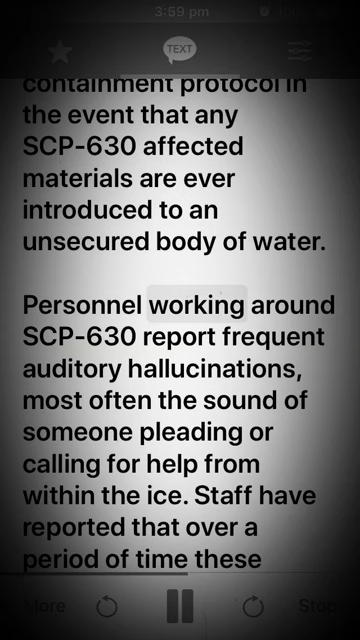 3:59 pm
TEXT
containment protocol in
the event that any
SCP-630 affected
materials are ever
introduced to an
unsecured body of water.
Personnel working around
SCP-630 report frequent
auditory hallucinations,
most often the sound of
someone pleading or
calling for help from
within the ice. Staff have
reported that over a
period of time these
More
Stop